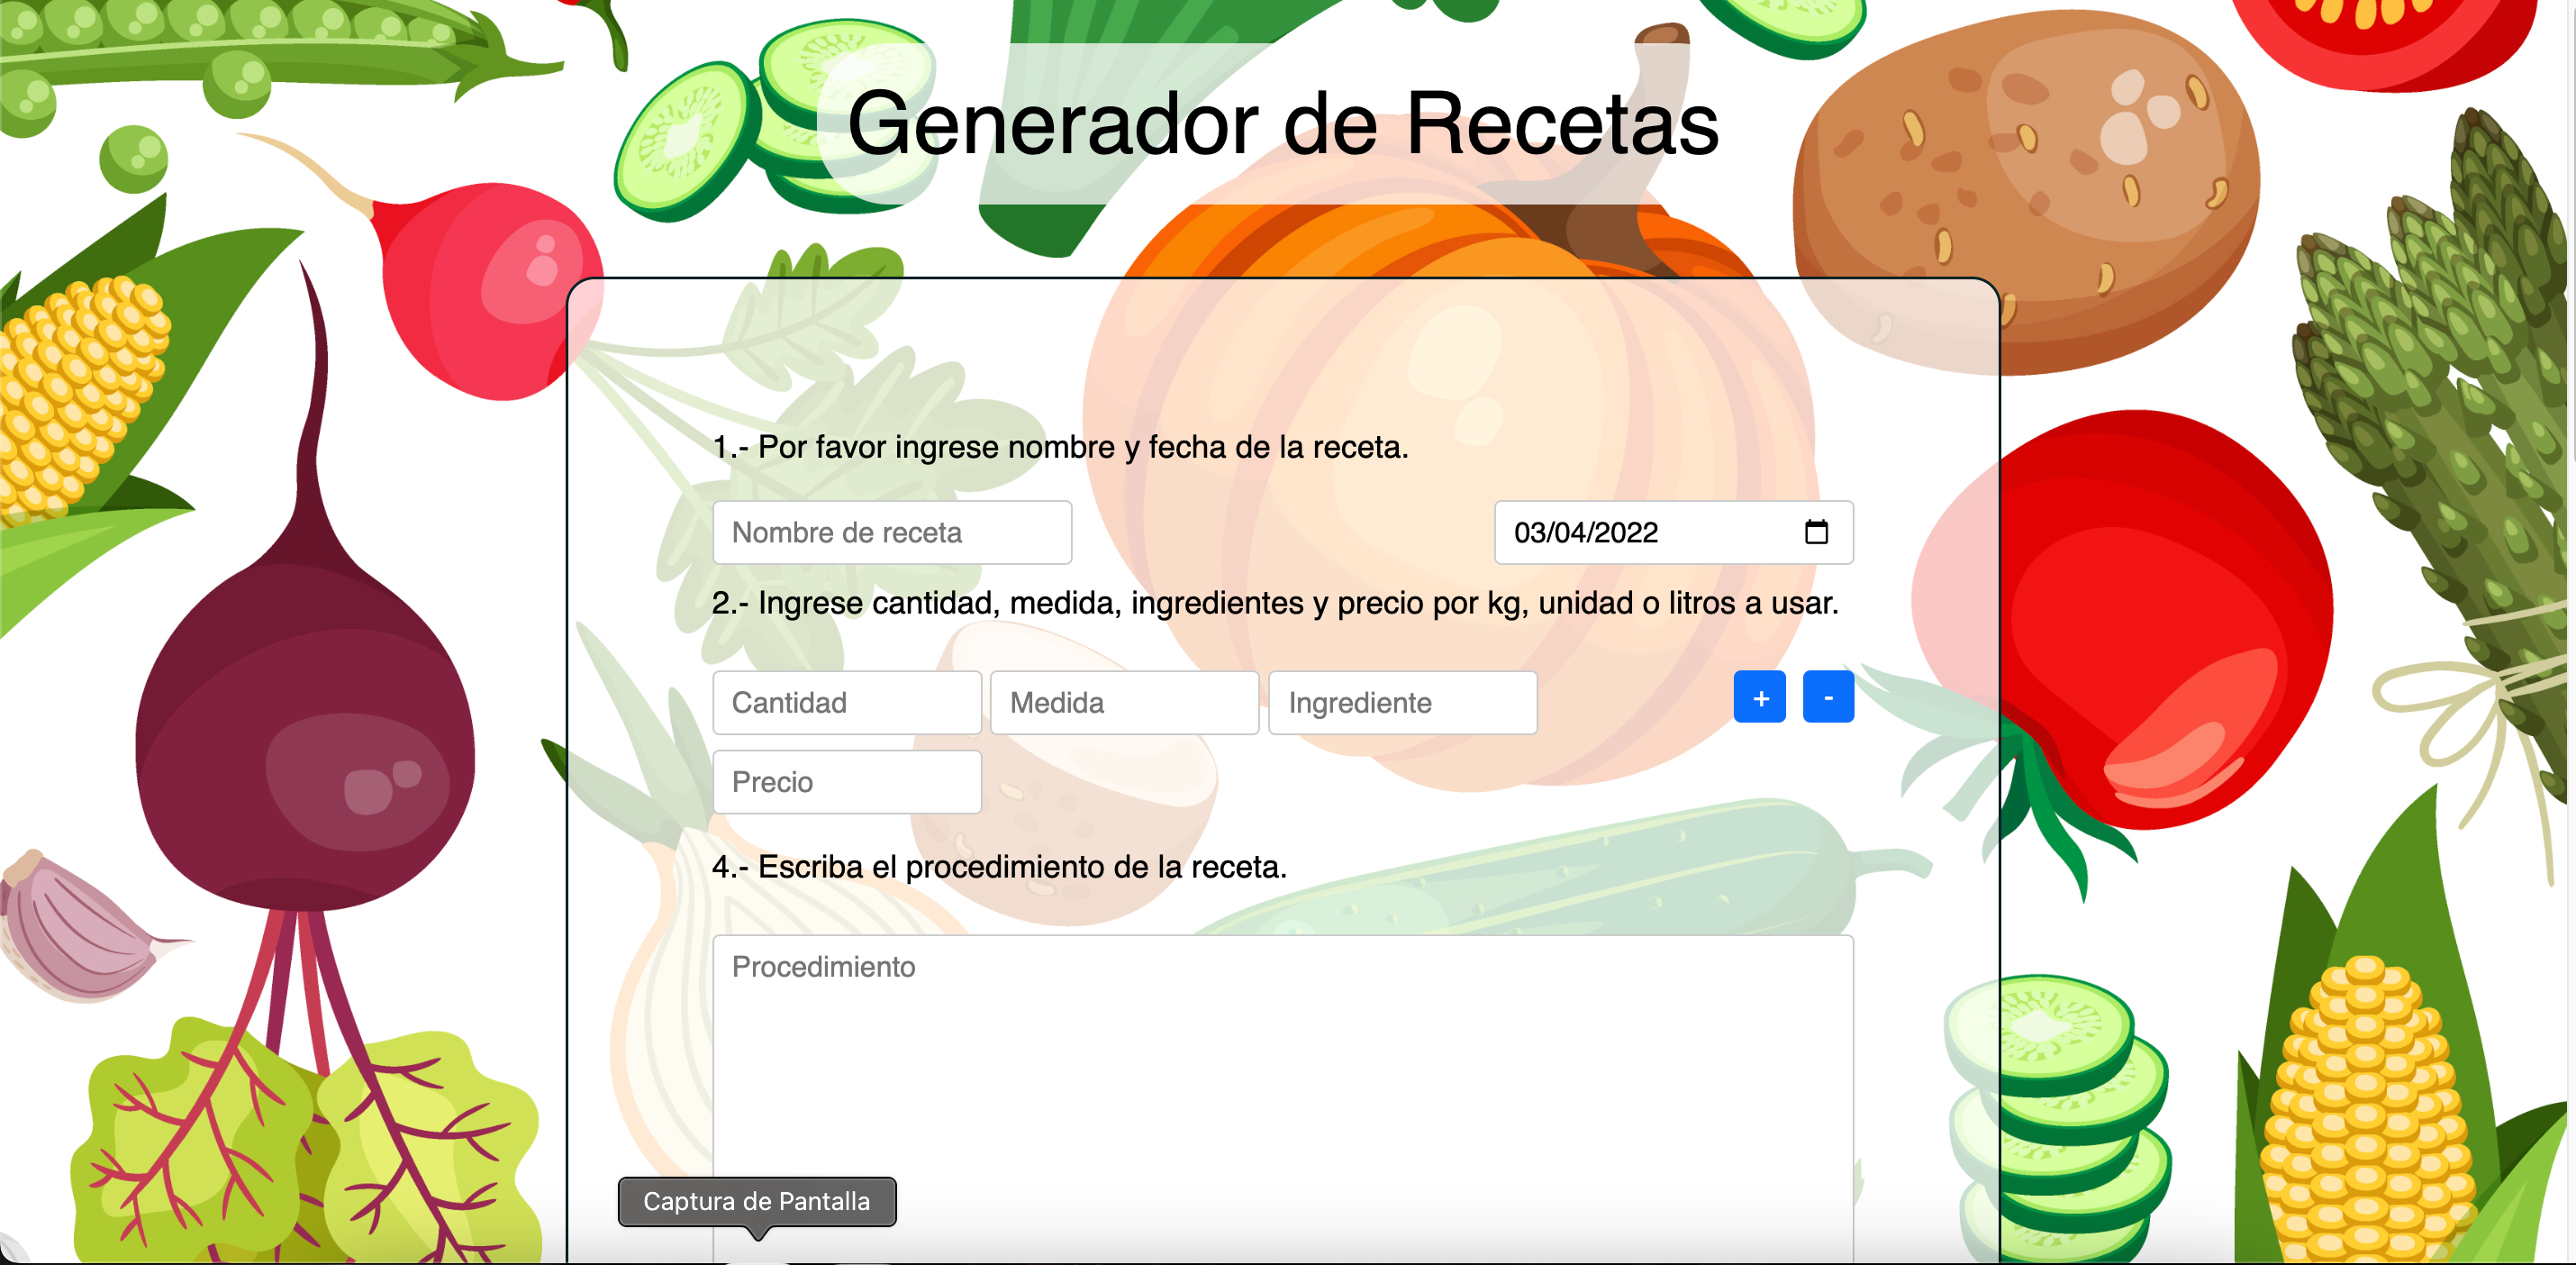 Generador de Recetas
1.- Por favor ingrese nombre y fecha de la receta.
Nombre de receta
03/04/2022
2.- Ingrese cantidad, medida, ingredientes y precio por kg, unidad o litros a usar.
Cantidad Medida Ingrediente + -
Precio
4.- Escriba el procedimiento de la receta.
Procedimiento
Captura de Pantalla